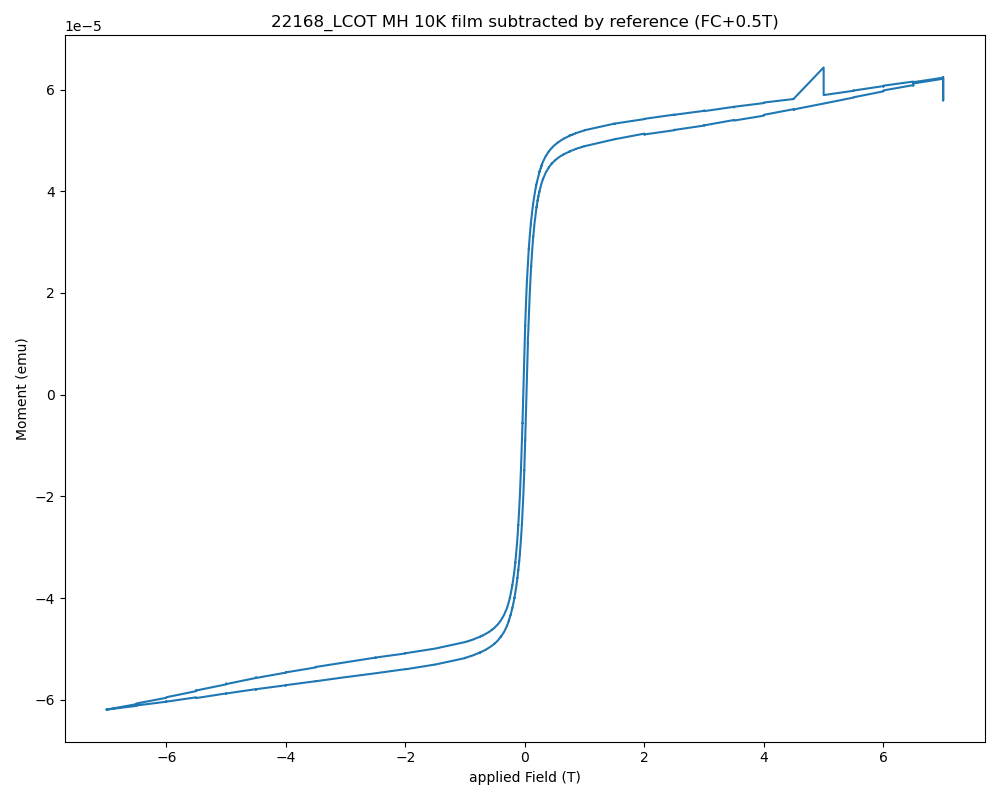 22168_LCOT MH 10K film subtracted by reference (FC+0.5T)
1e−5
6
4
2
0
−2
−4
−6
Moment (emu)
−6 −4 −2 0 2 4 6
applied Field (T)